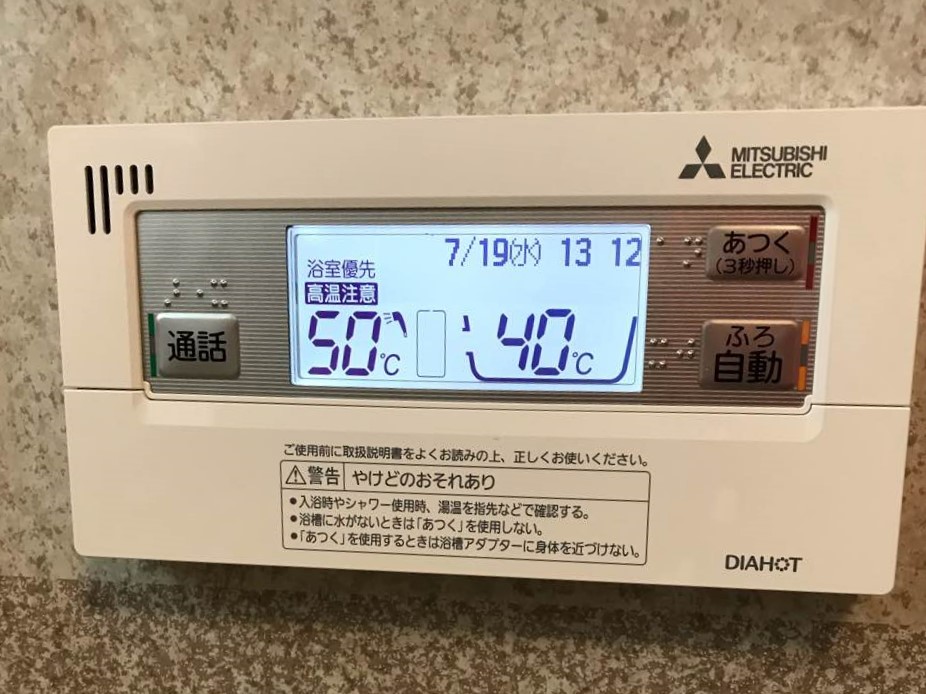 MITSUBISHI
ELECTRIC
7/19(水) 13 12
浴室優先
高温注意
50℃
40℃
あつく
(3秒押し)
通話
ふろ
自動
ご使用前に取扱説明書をよくお読みの上、正しくお使いください。
⚠警告 やけどのおそれあり
●入浴時やシャワー使用時、湯温を指先などで確認する。
●浴槽に水がないときは「あつく」を使用しない。
●「あつく」を使用するときは浴槽アダプターに身体を近づけない。
DIAHOT